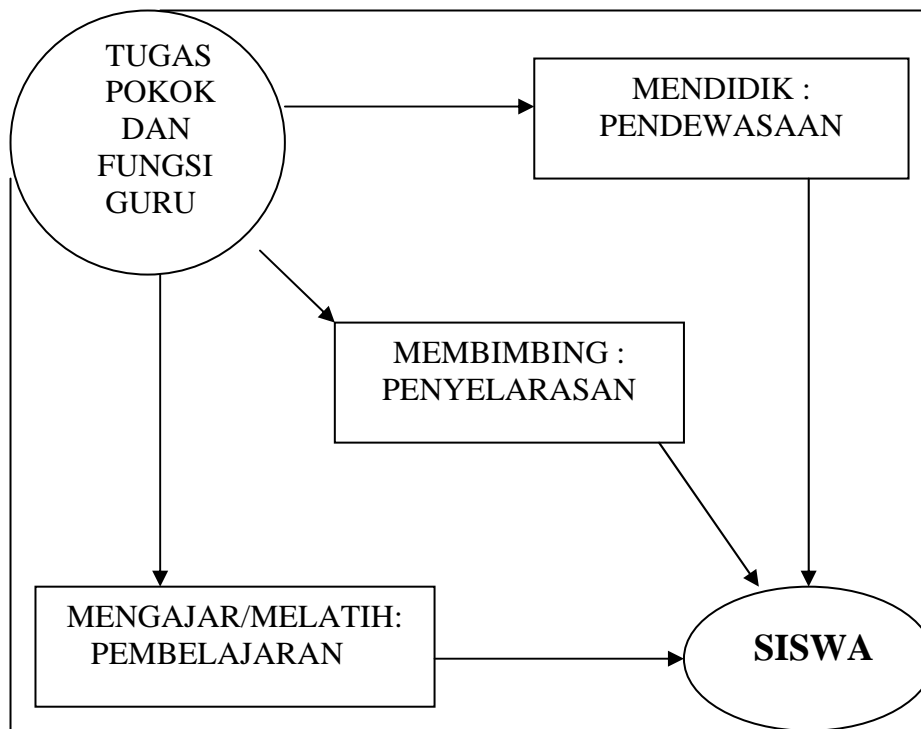 TUGAS
POKOK
DAN
FUNGSI
GURU
MENDIDIK :
PENDEWASAAN
MEMBIMBING :
PENYELARASAN
MENGAJAR/MELATIH:
PEMBELAJARAN
SISWA